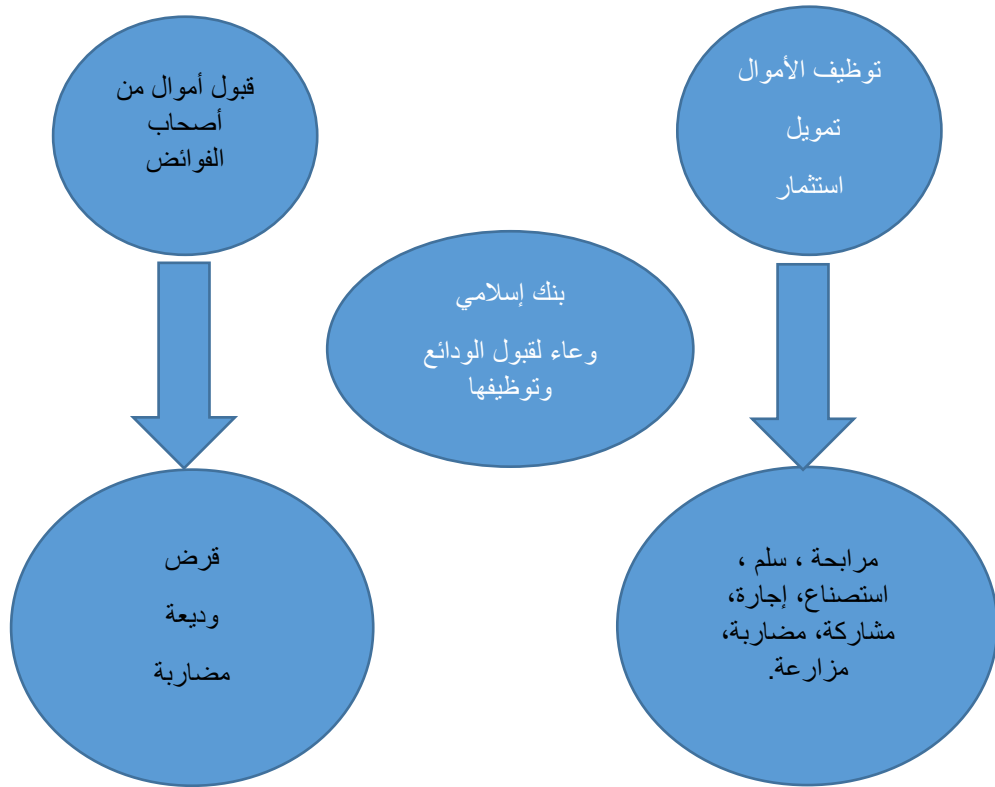 توظيف الأموال
تمويل
استثمار
قبول أموال من
أصحاب
الفوائض
بنك إسلامي
وعاء لقبول الودائع
وتوظيفها
مرابحة ، سلم ،
استصناع، إجارة،
مشاركة، مضاربة،
مزارعة.
قرض
وديعة
مضاربة